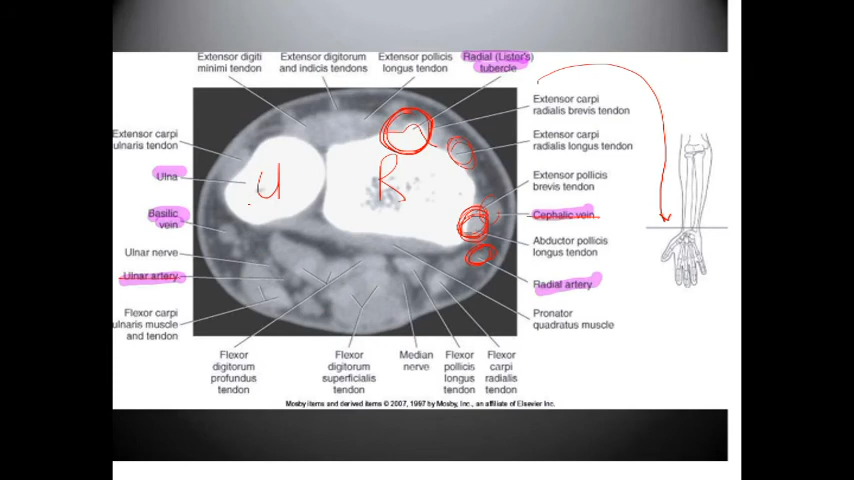 Extensor digiti
minimi tendon
Extensor digitorum
and indicis tendons
Extensor pollicis
longus tendon
Radial (Lister's)
tubercle
Extensor carpi
radialis brevis tendon
Extensor carpi
radialis longus tendon
Extensor pollicis
brevis tendon
Cephalic vein
Abductor pollicis
longus tendon
Radial artery
Pronator
quadratus muscle
Extensor carpi
ulnaris tendon
Ulna
Basilic
vein
Ulnar nerve
Ulnar artery
Flexor carpi
ulnaris muscle
and tendon
U
R
Flexor
digitorum
profundus
tendon
Flexor
digitorum
superficialis
tendon
Median
nerve
Flexor
pollicis
longus
tendon
Flexor
carpi
radialis
tendon
Mosby items and derived items © 2007, 1997 by Mosby, Inc., an affiliate of Elsevier Inc.